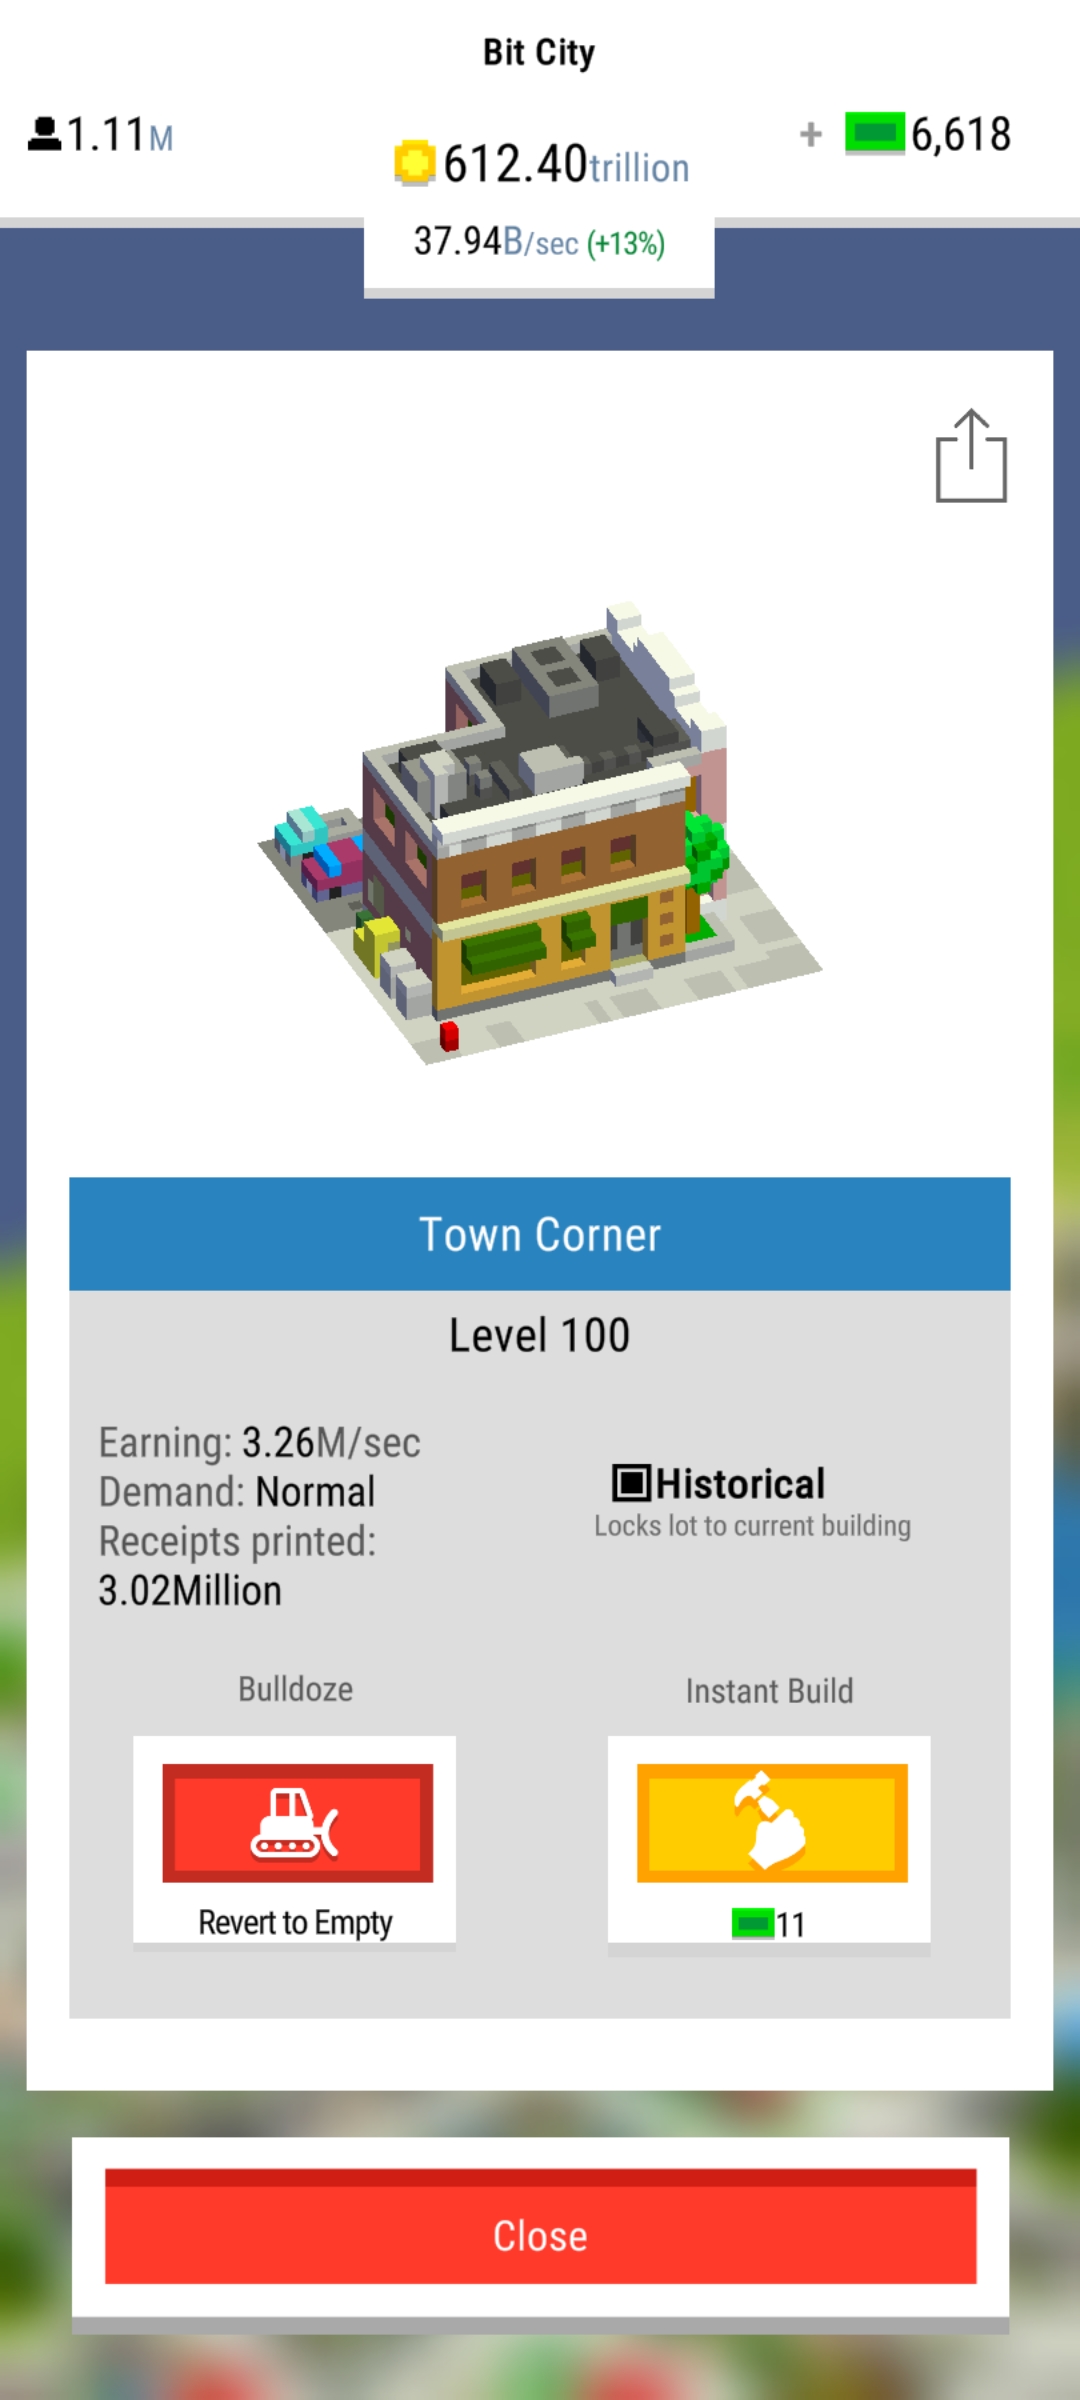 Bit City
1.11M
612.40trillion
+ 6,618
37.94B/sec (+13%)
Town Corner
Level 100
Earning: 3.26M/sec
Demand: Normal
Receipts printed:
3.02Million
Historical
Locks lot to current building
Bulldoze
Instant Build
Revert to Empty
11
Close